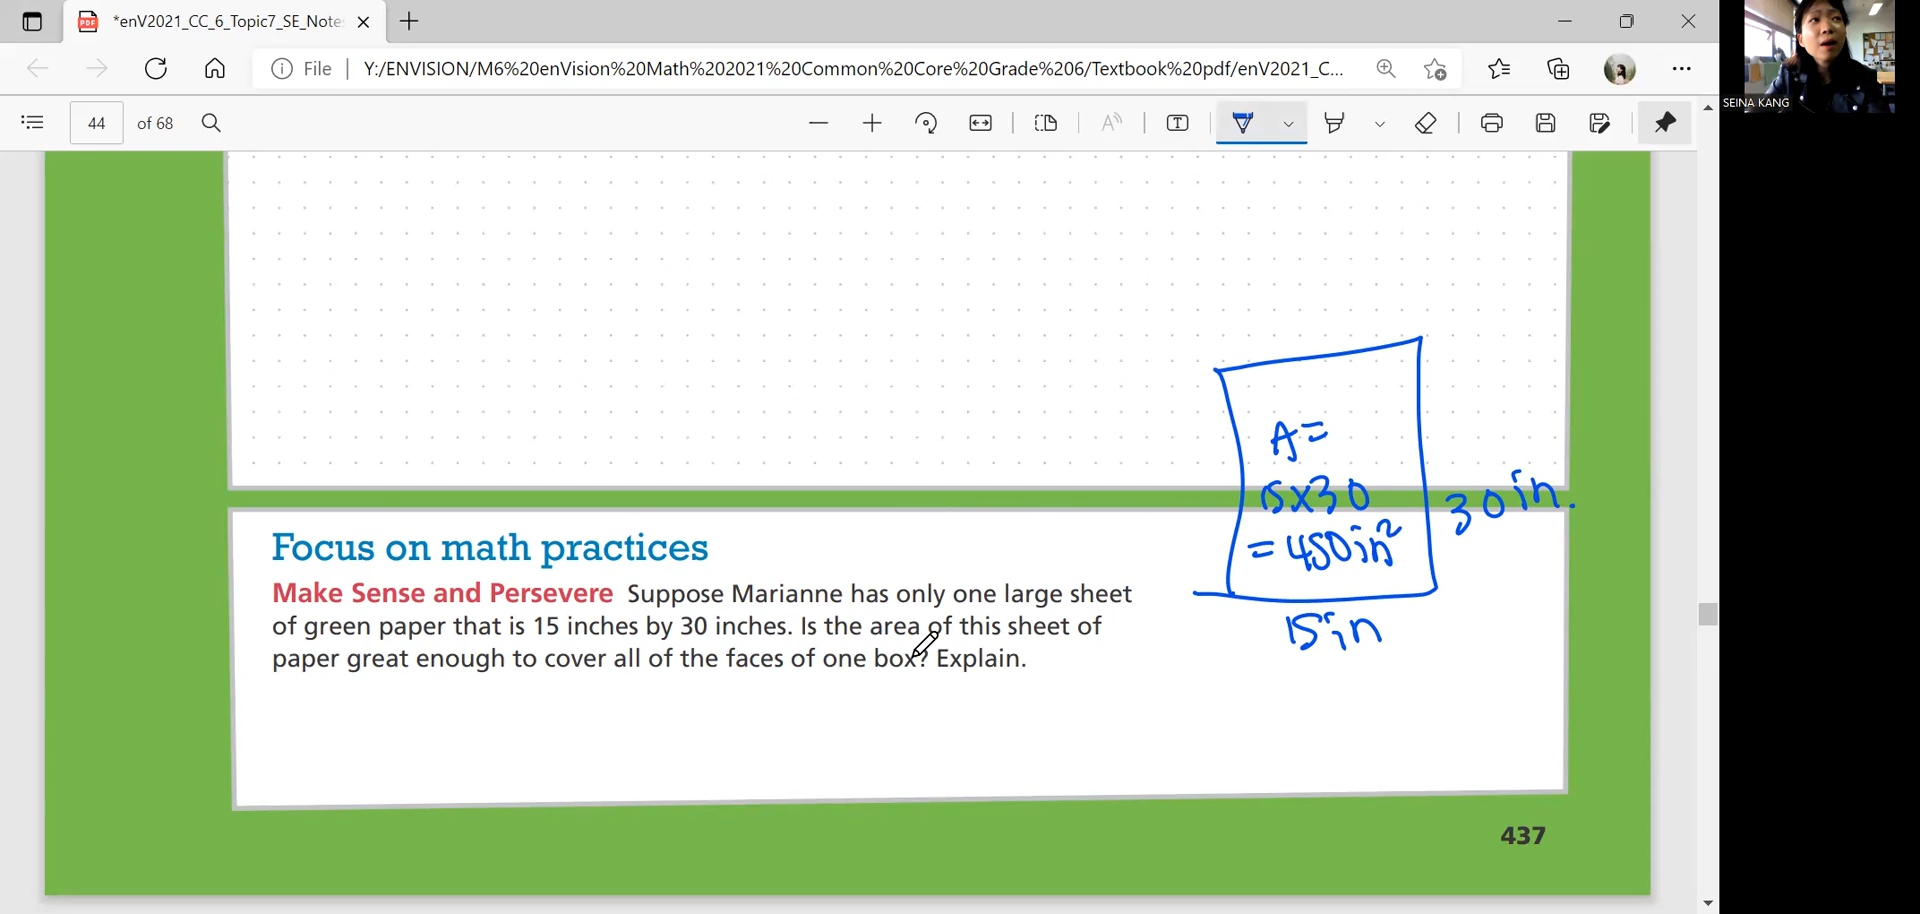 *enV2021_CC_6_Topic7_SE_Note
File
Y:/ENVISION/M6%20enVision%20Math%202021%20Common%20Core%20Grade%206/Textbook%20pdf/enV2021_C...
44 of 68
SEINA KANG
A=
15x30
= 450in²
30in.
15in
Focus on math practices
Make Sense and Persevere Suppose Marianne has only one large sheet
of green paper that is 15 inches by 30 inches. Is the area of this sheet of
paper great enough to cover all of the faces of one box? Explain.
437